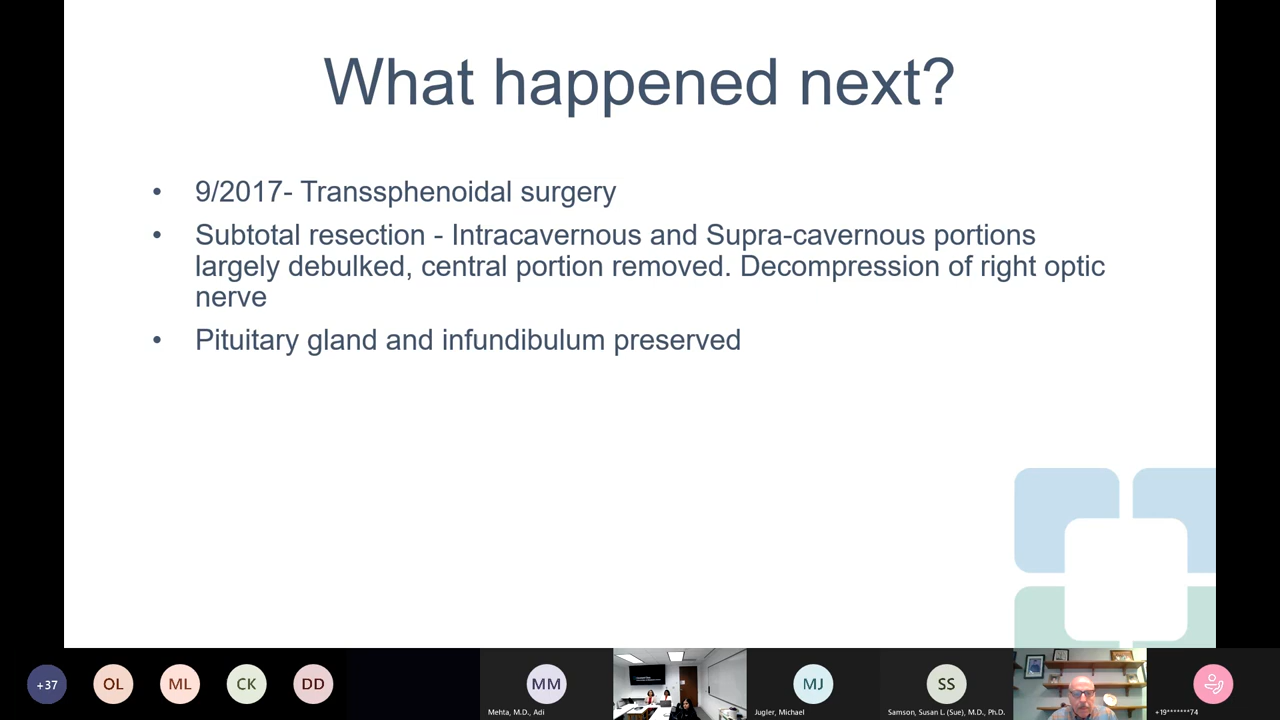 What happened next?
• 9/2017- Transsphenoidal surgery
• Subtotal resection - Intracavernous and Supra-cavernous portions
largely debulked, central portion removed. Decompression of right optic
nerve
• Pituitary gland and infundibulum preserved
+37
OL
ML
CK
DD
MM
Mehta, M.D., Adi
MJ
Jugler, Michael
SS
Samson, Susan L. (Sue), M.D., Ph.D.
+19*******74